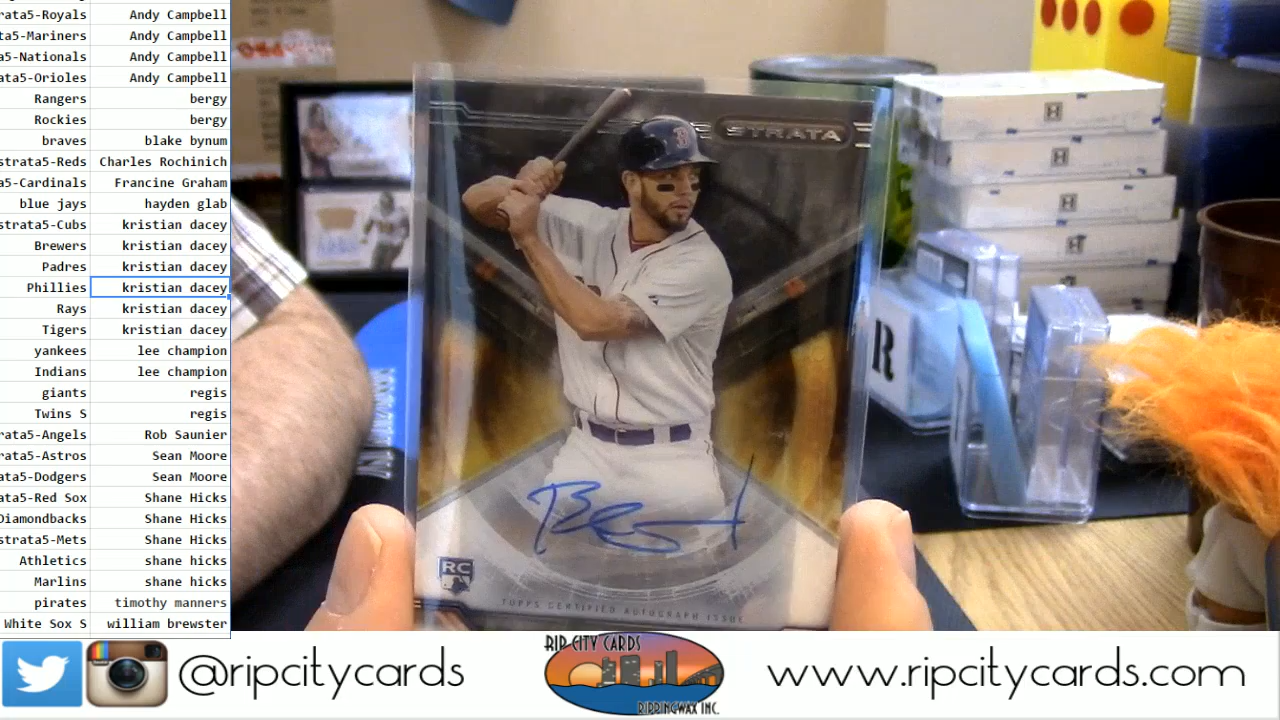 rata5-Royals Andy Campbell
ta5-Mariners Andy Campbell
a5-Nationals Andy Campbell
ta5-Orioles Andy Campbell
Rangers bergy
Rockies bergy
braves blake bynum
strata5-Reds Charles Rochinich
a5-Cardinals Francine Graham
blue jays hayden glab
strata5-Cubs kristian dacey
Brewers kristian dacey
Padres kristian dacey
Phillies kristian dacey
Rays kristian dacey
Tigers kristian dacey
yankees lee champion
Indians lee champion
giants regis
Twins S regis
rata5-Angels Rob Saunier
rata5-Astros Sean Moore
ata5-Dodgers Sean Moore
ata5-Red Sox Shane Hicks
Diamondbacks Shane Hicks
strata5-Mets Shane Hicks
Athletics shane hicks
Marlins shane hicks
pirates timothy manners
White Sox S william brewster
STRATA
B
H
H
H
H
H
R
RC
TOPPS CERTIFIED AUTOGRAPH ISSUE
@ripcitycards
RIP CITY CARDS
RIPPINGWAX INC.
www.ripcitycards.com